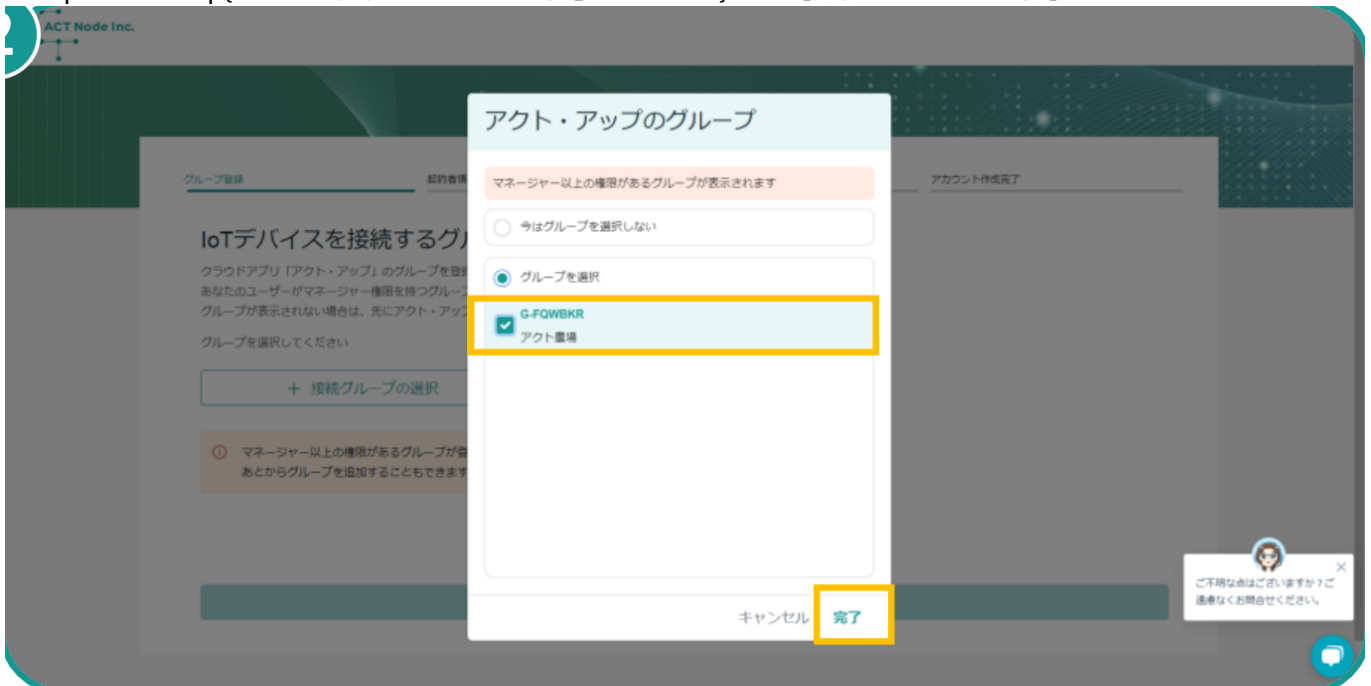 ACT Node Inc.
2
アクト・アップのグループ
グループ登録
契約者情
マネージャー以上の権限があるグループが表示されます
アカウント作成完了
今はグループを選択しない
IoTデバイスを接続するグル
クラウドアプリ「アクト・アップ」のグループを登録
グループを選択
あなたのユーザーがマネージャー権限を持つグループ
グループが表示されない場合は、先にアクト・アップ
G-FQWBKR
アクト農場
グループを選択してください
+ 接続グループの選択
マネージャー以上の権限があるグループが登
あとからグループを追加することもできます
ご不明な点はございますか?ご
遠慮なくお問合せください。
キャンセル
完了